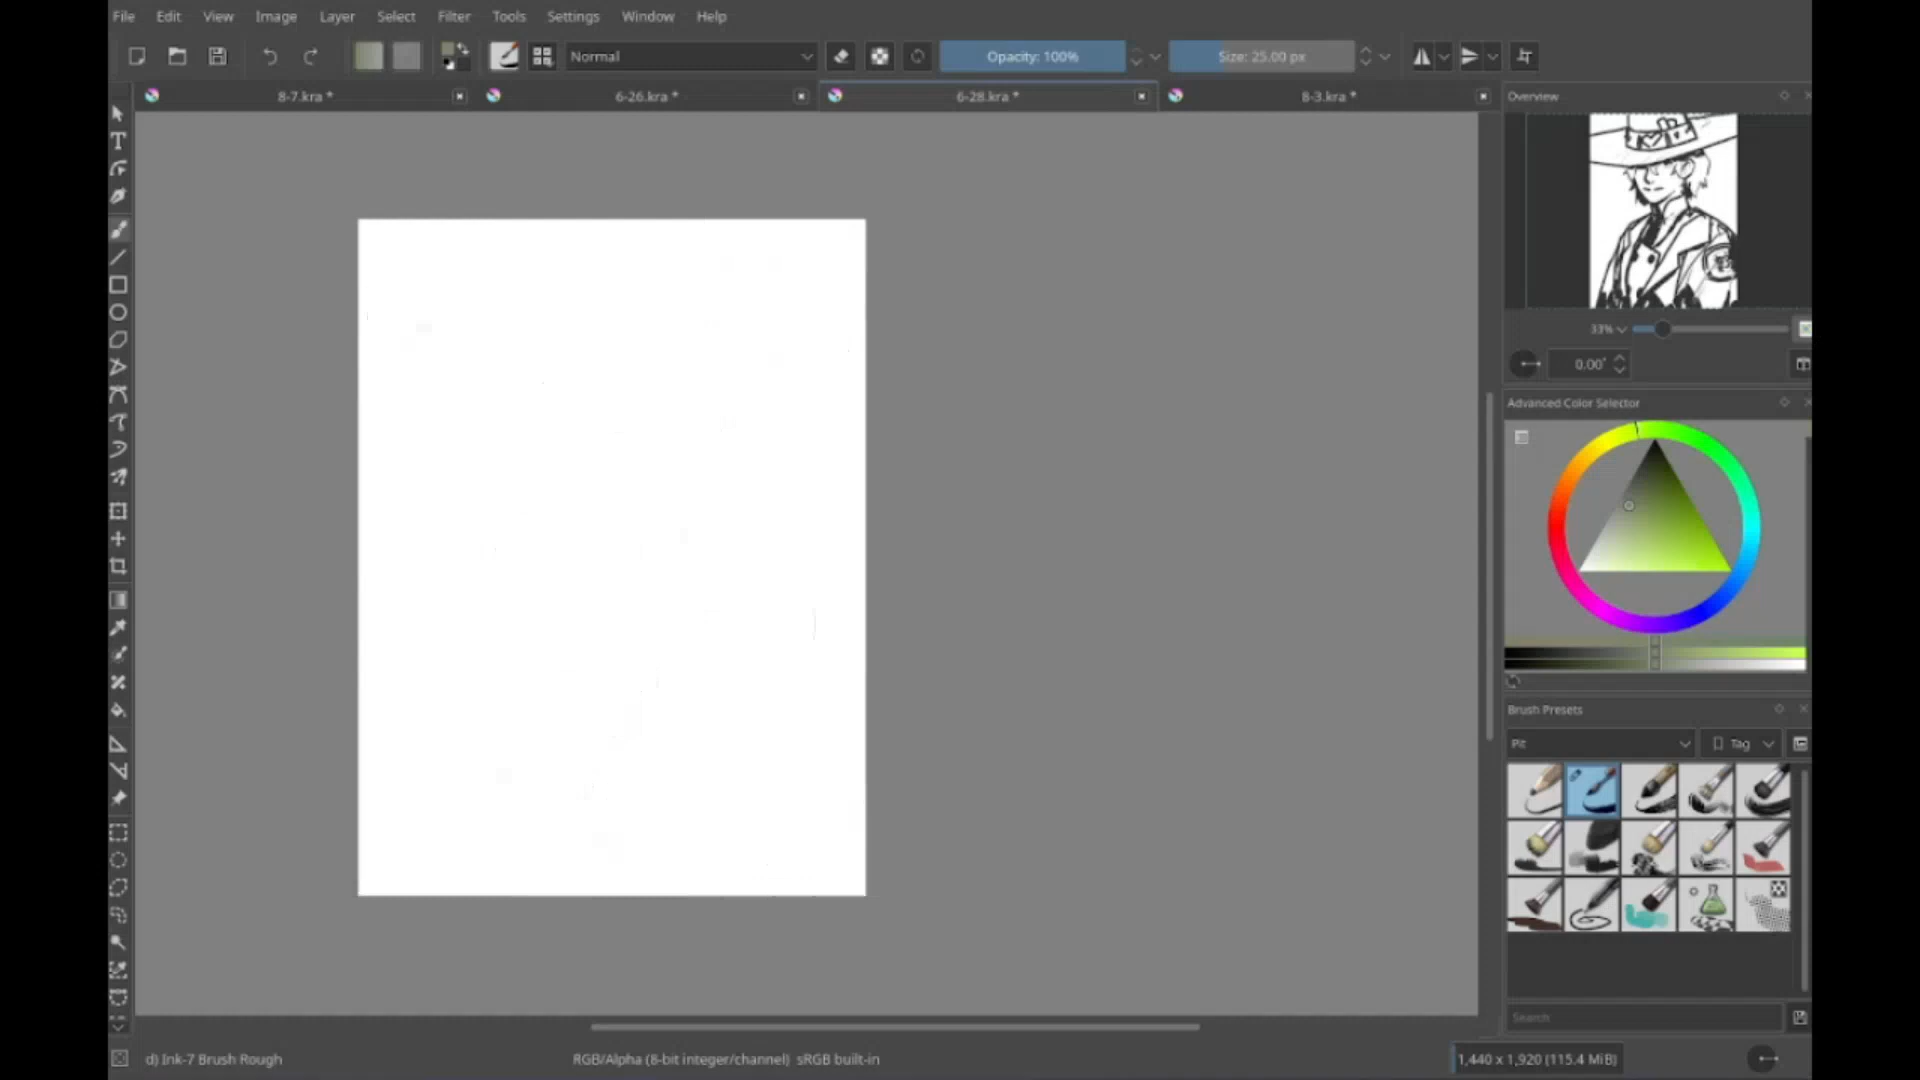 File Edit View Image Layer Select Filter Tools Settings Window Help
Normal Opacity: 100% Size: 25.00 px
8-7.kra * 6-26.kra * 6-28.kra * 8-3.kra *
Overview
33%
0.00°
Advanced Color Selector
Brush Presets
Pit Tag
Search
d) Ink-7 Brush Rough RGB/Alpha (8-bit integer/channel) sRGB built-in 1,440 x 1,920 (115.4 MiB)